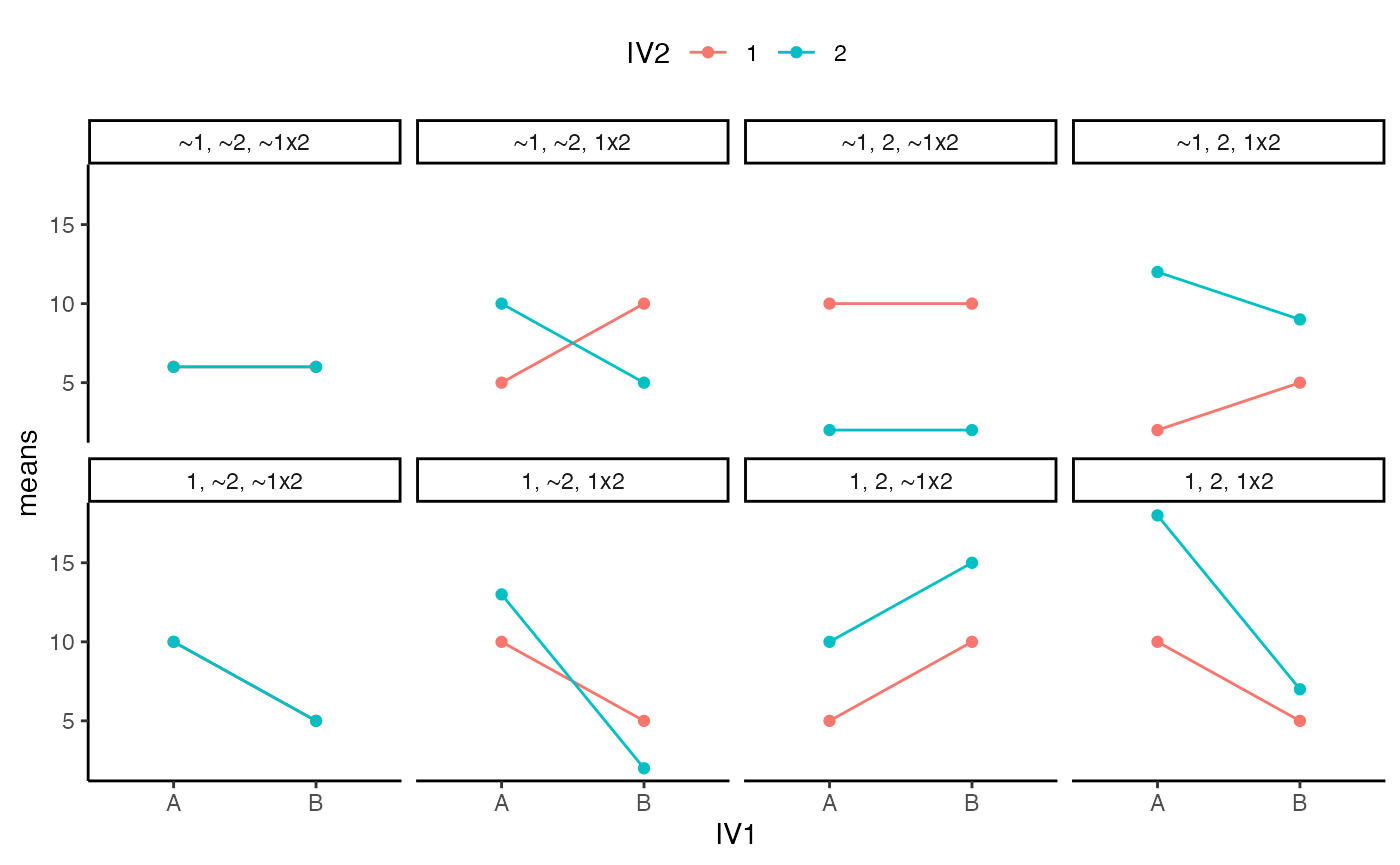 IV2 1 2
~1, ~2, ~1x2
~1, ~2, 1x2
~1, 2, ~1x2
~1, 2, 1x2
15
10
5
means
1, ~2, ~1x2
1, ~2, 1x2
1, 2, ~1x2
1, 2, 1x2
15
10
5
A B A B A B A B
IV1